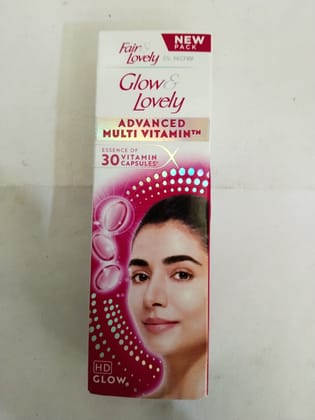 NEW
PACK
Fair &
Lovely IS NOW
Glow &
Lovely
ADVANCED
MULTI VITAMIN™
ESSENCE OF
30 VITAMIN
CAPSULES*
HD
GLOW